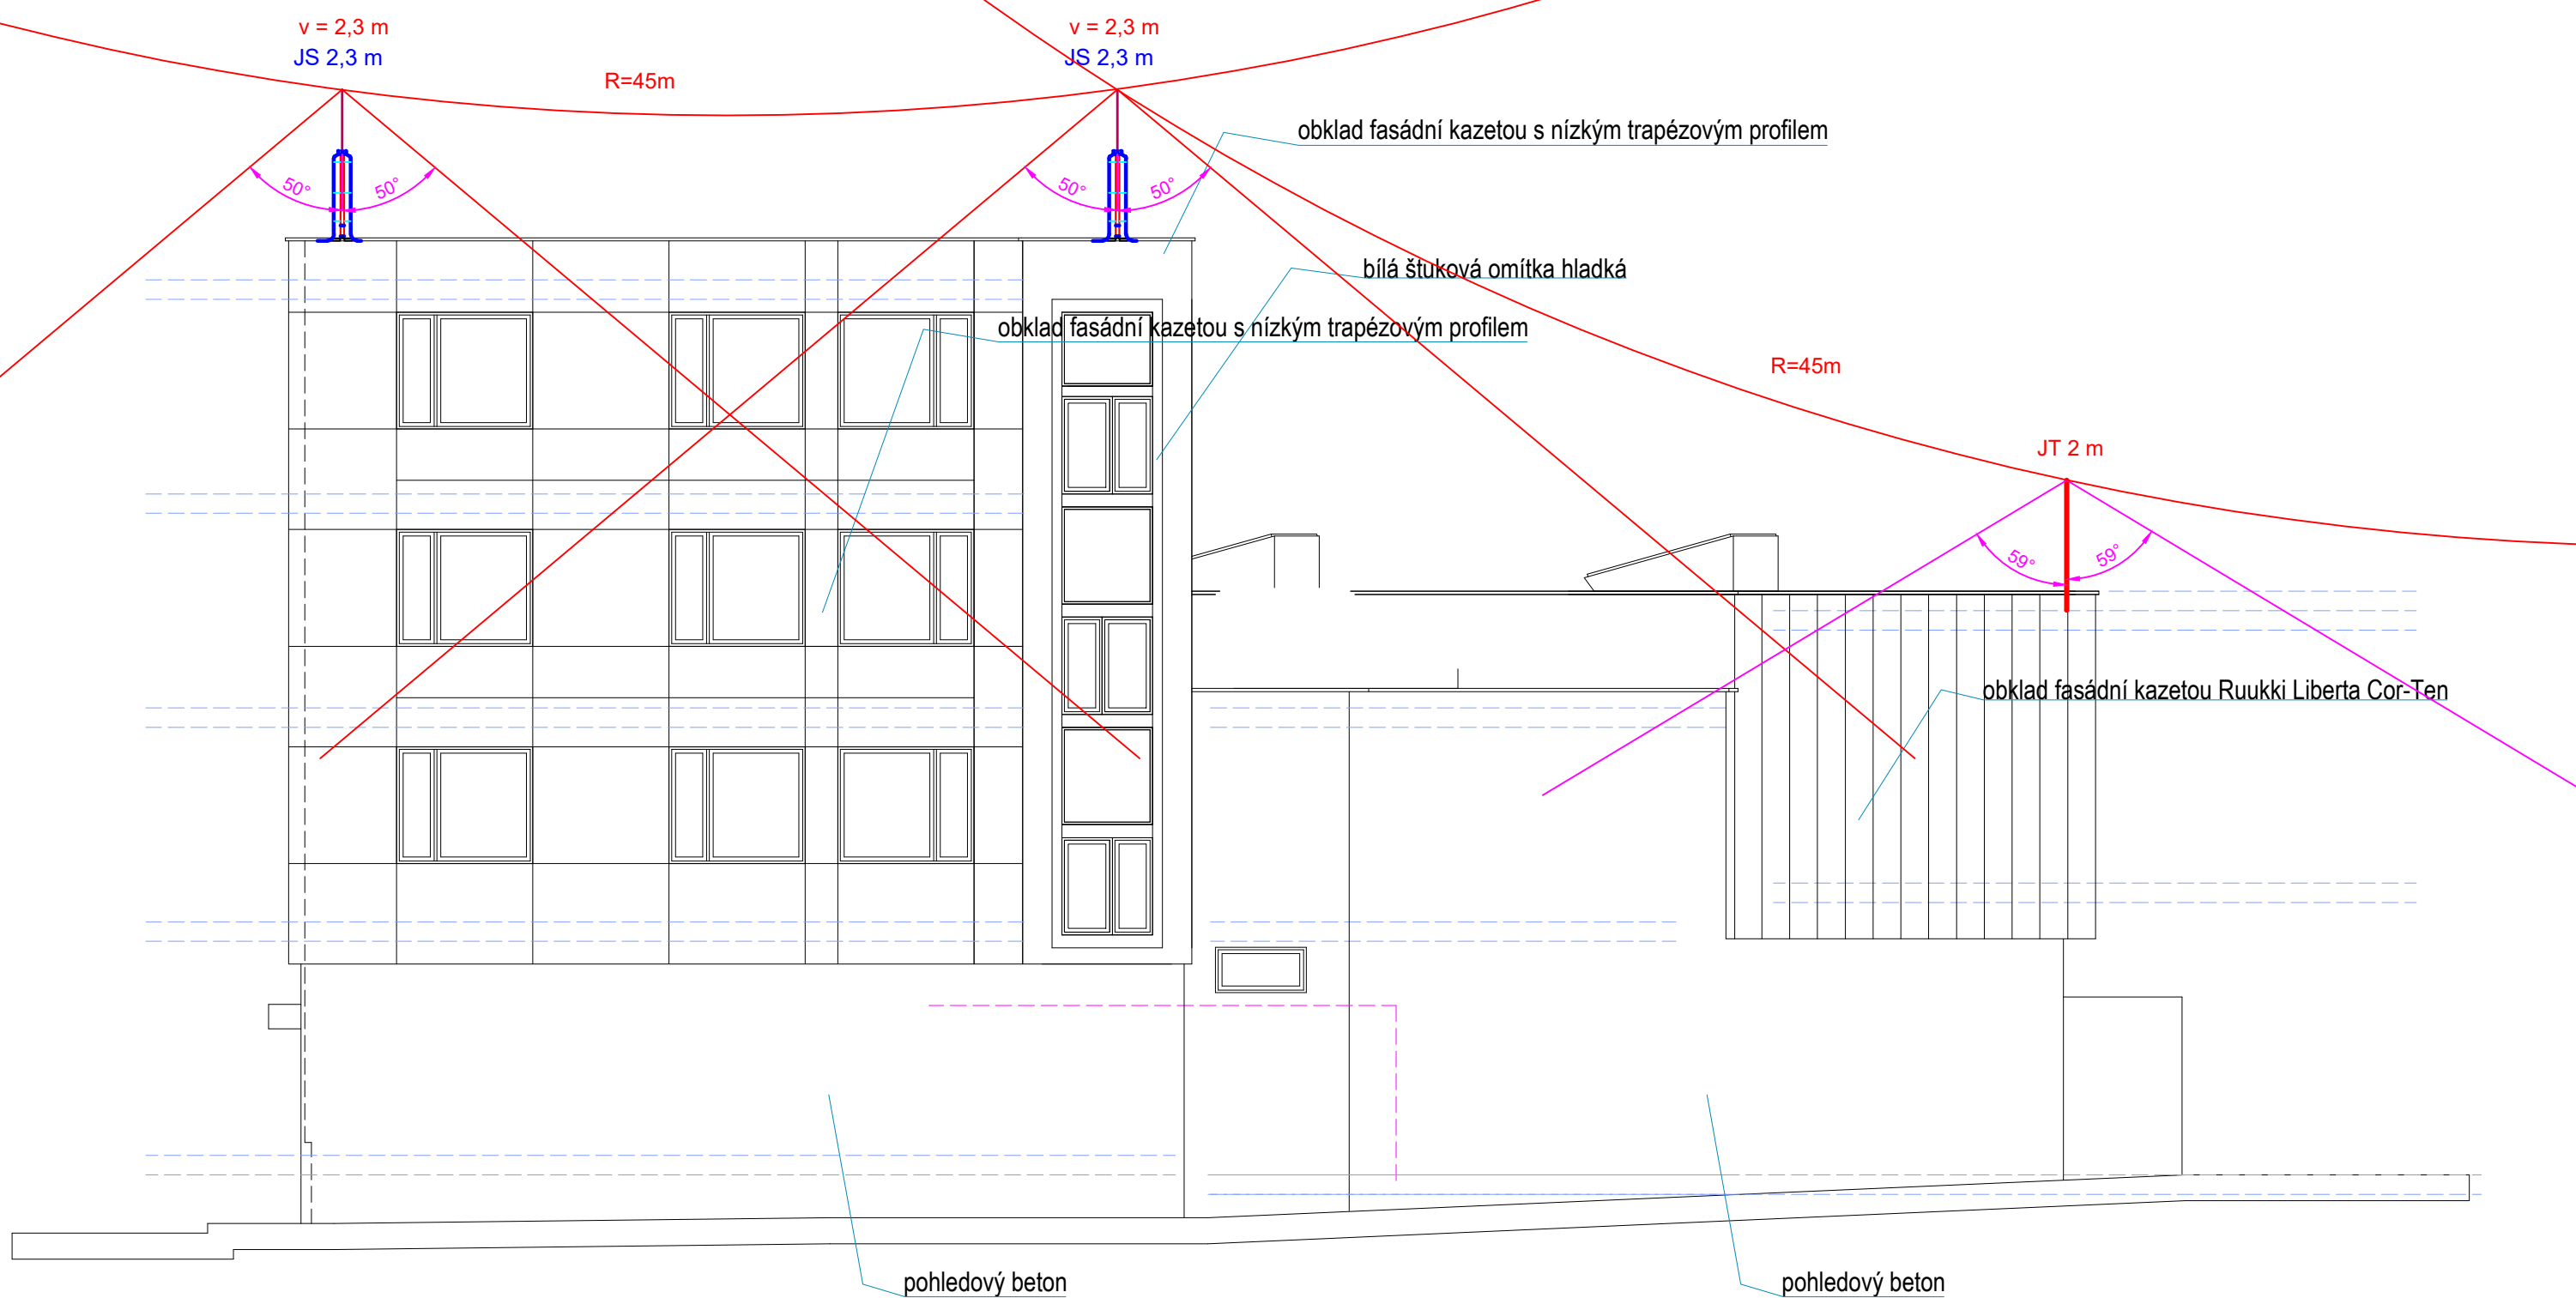 v = 2,3 m
JS 2,3 m
R=45m
v = 2,3 m
JS 2,3 m
obklad fasádní kazetou s nízkým trapézovým profilem
50°
50°
50°
50°
bílá štuková omítka hladká
obklad fasádní kazetou s nízkým trapézovým profilem
R=45m
JT 2 m
59°
59°
obklad fasádní kazetou Ruukki Liberta Cor-Ten
pohledový beton
pohledový beton